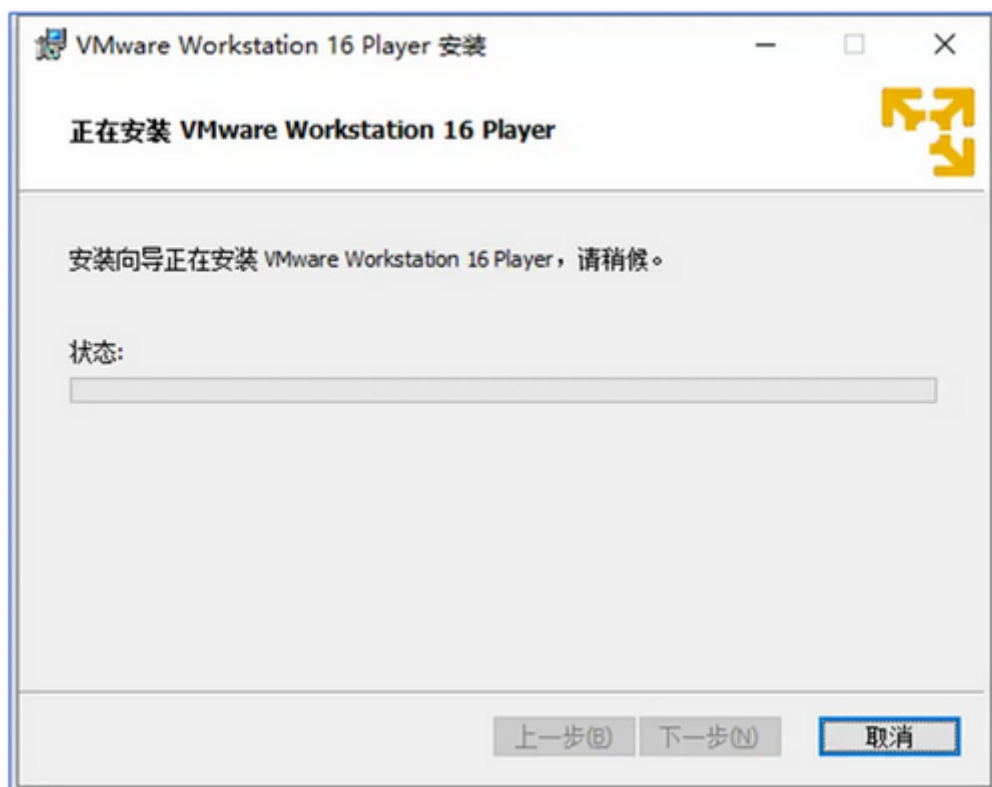 VMware Workstation 16 Player 安装
正在安装 VMware Workstation 16 Player
安装向导正在安装 VMware Workstation 16 Player，请稍候。
状态:
上一步(B) 下一步(N) 取消